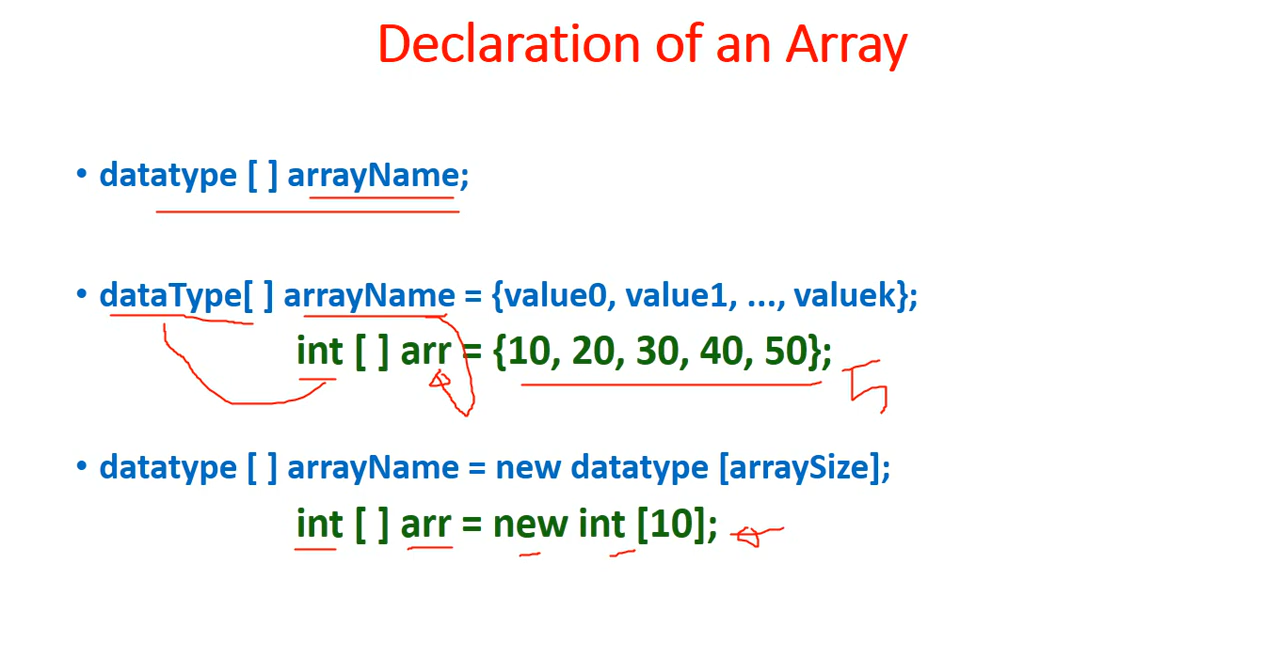 Declaration of an Array
• datatype [ ] arrayName;
• dataType[ ] arrayName = {value0, value1, ..., valuek};
int [ ] arr = {10, 20, 30, 40, 50};
5
• datatype [ ] arrayName = new datatype [arraySize];
int [ ] arr = new int [10];